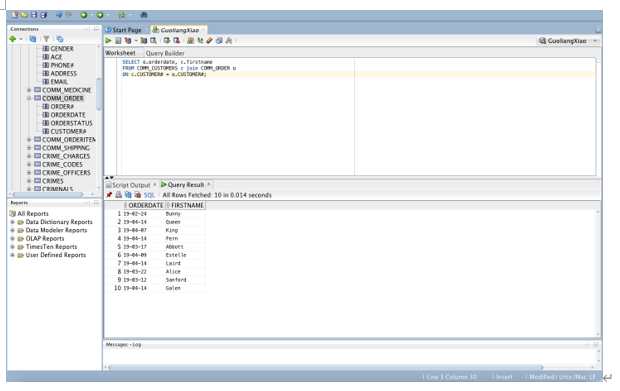 Start Page
GuoliangXiao
GuoliangXiao
Connections
GENDER
AGE
PHONE#
ADDRESS
EMAIL
COMM_MEDICINE
COMM_ORDER
ORDER#
ORDERDATE
ORDERSTATUS
CUSTOMER#
COMM_ORDERITEM
COMM_SHIPPING
CRIME_CHARGES
CRIME_CODES
CRIME_OFFICERS
CRIMES
CRIMINALS
Reports
All Reports
Data Dictionary Reports
Data Modeler Reports
OLAP Reports
TimesTen Reports
User Defined Reports
Worksheet Query Builder
SELECT o.orderdate, c.firstname
FROM COMM_CUSTOMERS c join COMM_ORDER o
ON c.CUSTOMER# = o.CUSTOMER#;
Script Output Query Result
SQL All Rows Fetched: 10 in 0.014 seconds
ORDERDATE FIRSTNAME
1 19-02-24 Bunny
2 19-04-14 Queen
3 19-04-07 King
4 19-04-14 Fern
5 19-03-17 Abbott
6 19-04-09 Estelle
7 19-04-14 Laird
8 19-03-22 Alice
9 19-03-12 Sanford
10 19-04-14 Galen
Messages - Log
Line 3 Column 30 Insert Modified Unix/Mac: LF